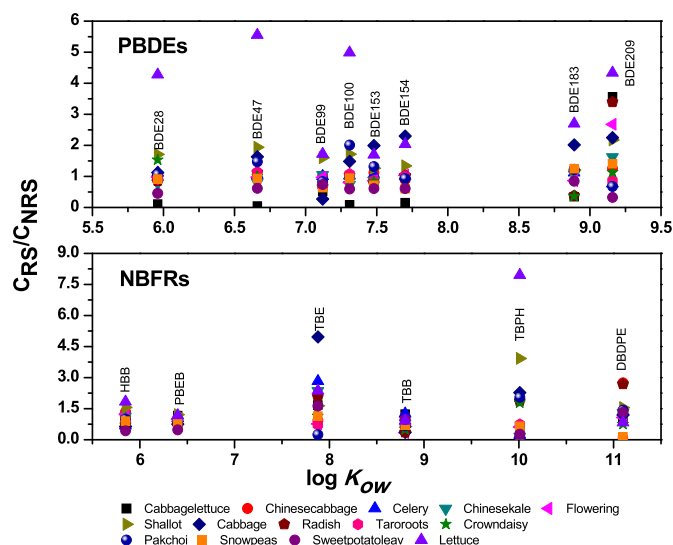 PBDEs
6
5
4
3
2
1
0
BDE28
BDE47
BDE99
BDE100
BDE153
BDE154
BDE183
BDE209
5.5 6.0 6.5 7.0 7.5 8.0 8.5 9.0 9.5
C_RS/C_NRS
NBFRs
9.0
7.5
6.0
4.5
3.0
1.5
0.0
HBB
PBEB
TBE
TBB
TBPH
DBDPE
6 7 8 9 10 11
log K_OW
Cabbagelettuce Chinesecabbage Celery Chinesekale Flowering
Shallot Cabbage Radish Taroroots Crowndaisy
Pakchoi Snowpeas Sweetpotatoleav Lettuce